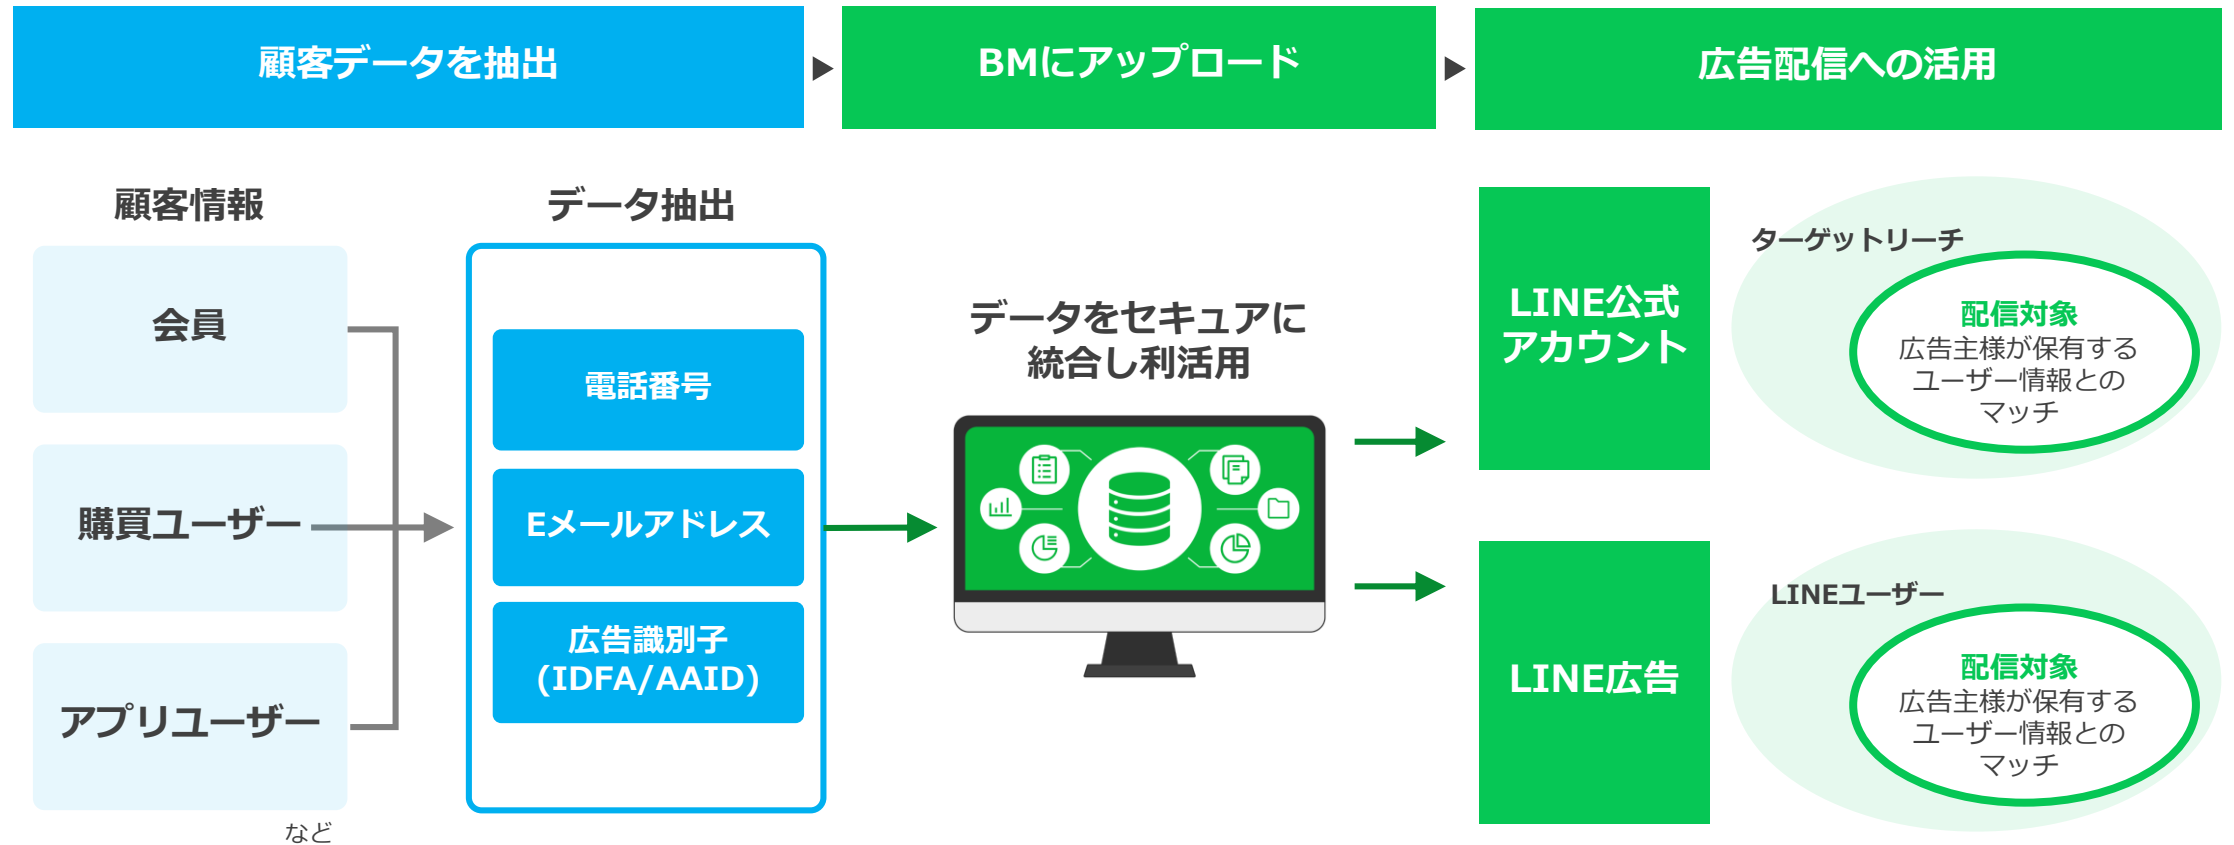 顧客データを抽出
BMにアップロード
広告配信への活用
顧客情報
会員
購買ユーザー
アプリユーザー
など
データ抽出
電話番号
Eメールアドレス
広告識別子
(IDFA/AAID)
データをセキュアに
統合し利活用
LINE公式
アカウント
ターゲットリーチ
配信対象
広告主様が保有する
ユーザー情報との
マッチ
LINE広告
LINEユーザー
配信対象
広告主様が保有する
ユーザー情報との
マッチ